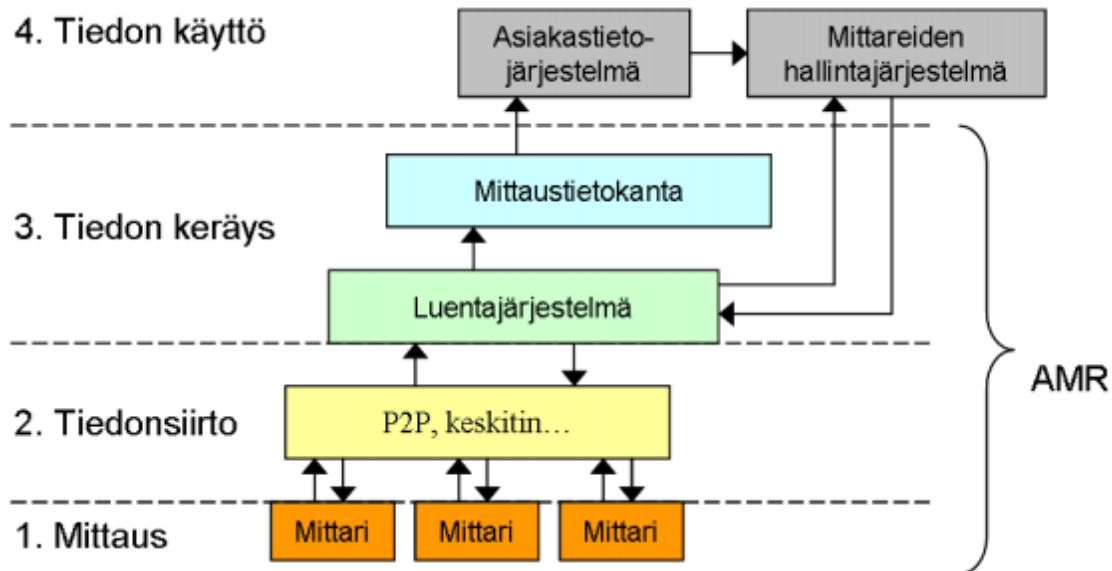 4. Tiedon käyttö
Asiakastieto-
järjestelmä
Mittareiden
hallintajärjestelmä
3. Tiedon keräys
Mittaustietokanta
Luentajärjestelmä
AMR
2. Tiedonsiirto
P2P, keskitin...
1. Mittaus
Mittari
Mittari
Mittari